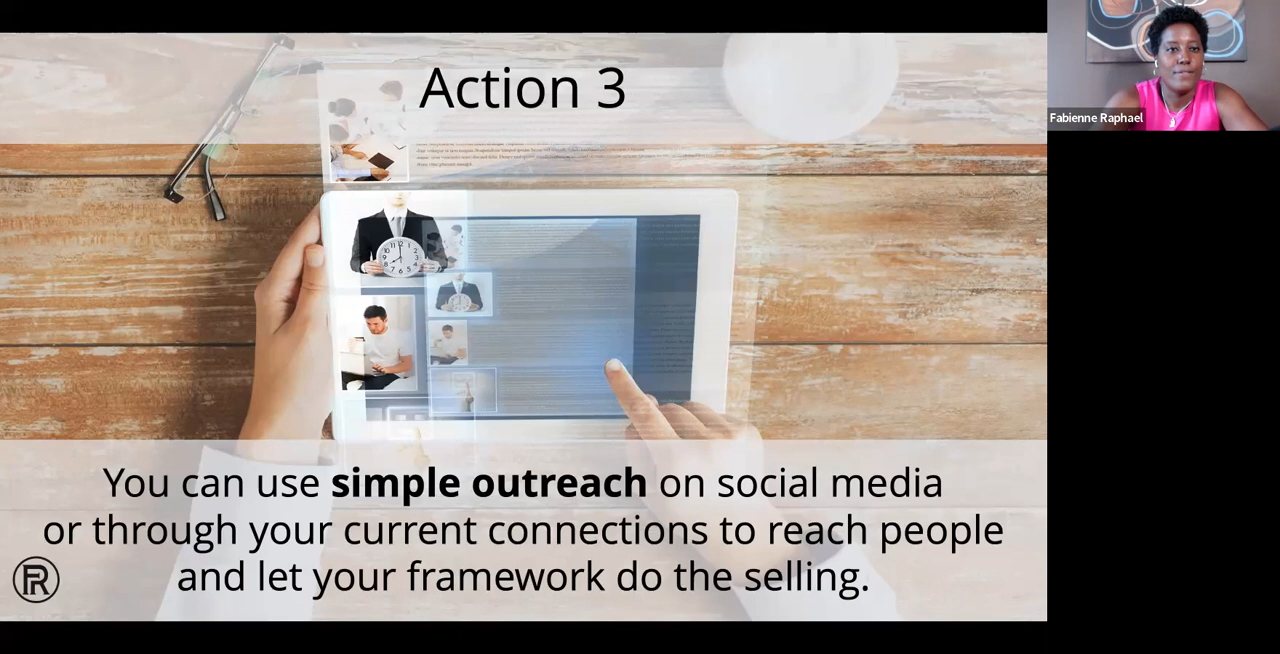 Action 3
Fabienne Raphael
You can use simple outreach on social media
or through your current connections to reach people
and let your framework do the selling.